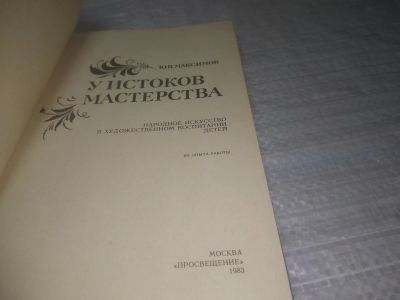 Ю.В. МАКСИМОВ
У ИСТОКОВ
МАСТЕРСТВА
НАРОДНОЕ ИСКУССТВО
В ХУДОЖЕСТВЕННОМ ВОСПИТАНИИ
ДЕТЕЙ
ИЗ ОПЫТА РАБОТЫ
МОСКВА
«ПРОСВЕЩЕНИЕ»
1983